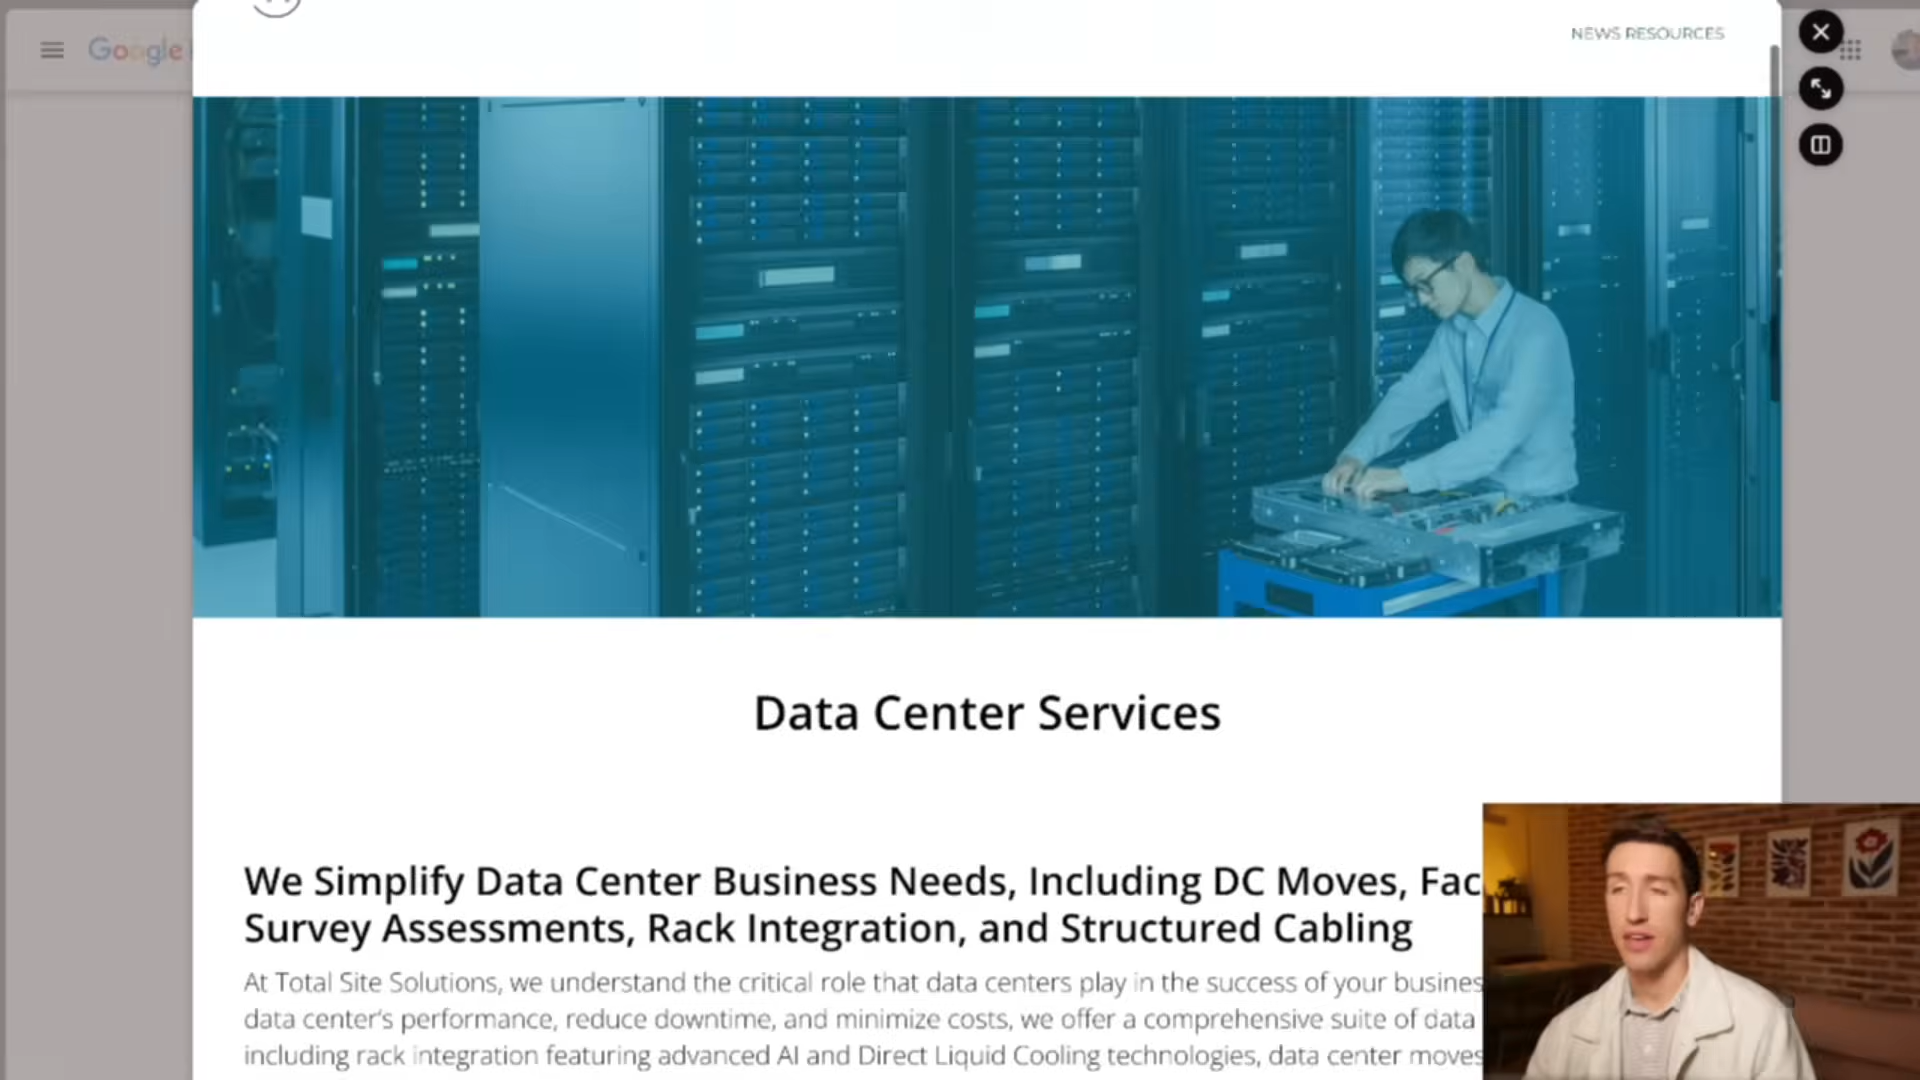 Google
NEWS RESOURCES
Data Center Services
We Simplify Data Center Business Needs, Including DC Moves, Fac
Survey Assessments, Rack Integration, and Structured Cabling
At Total Site Solutions, we understand the critical role that data centers play in the success of your busines
data center's performance, reduce downtime, and minimize costs, we offer a comprehensive suite of data
including rack integration featuring advanced AI and Direct Liquid Cooling technologies, data center moves